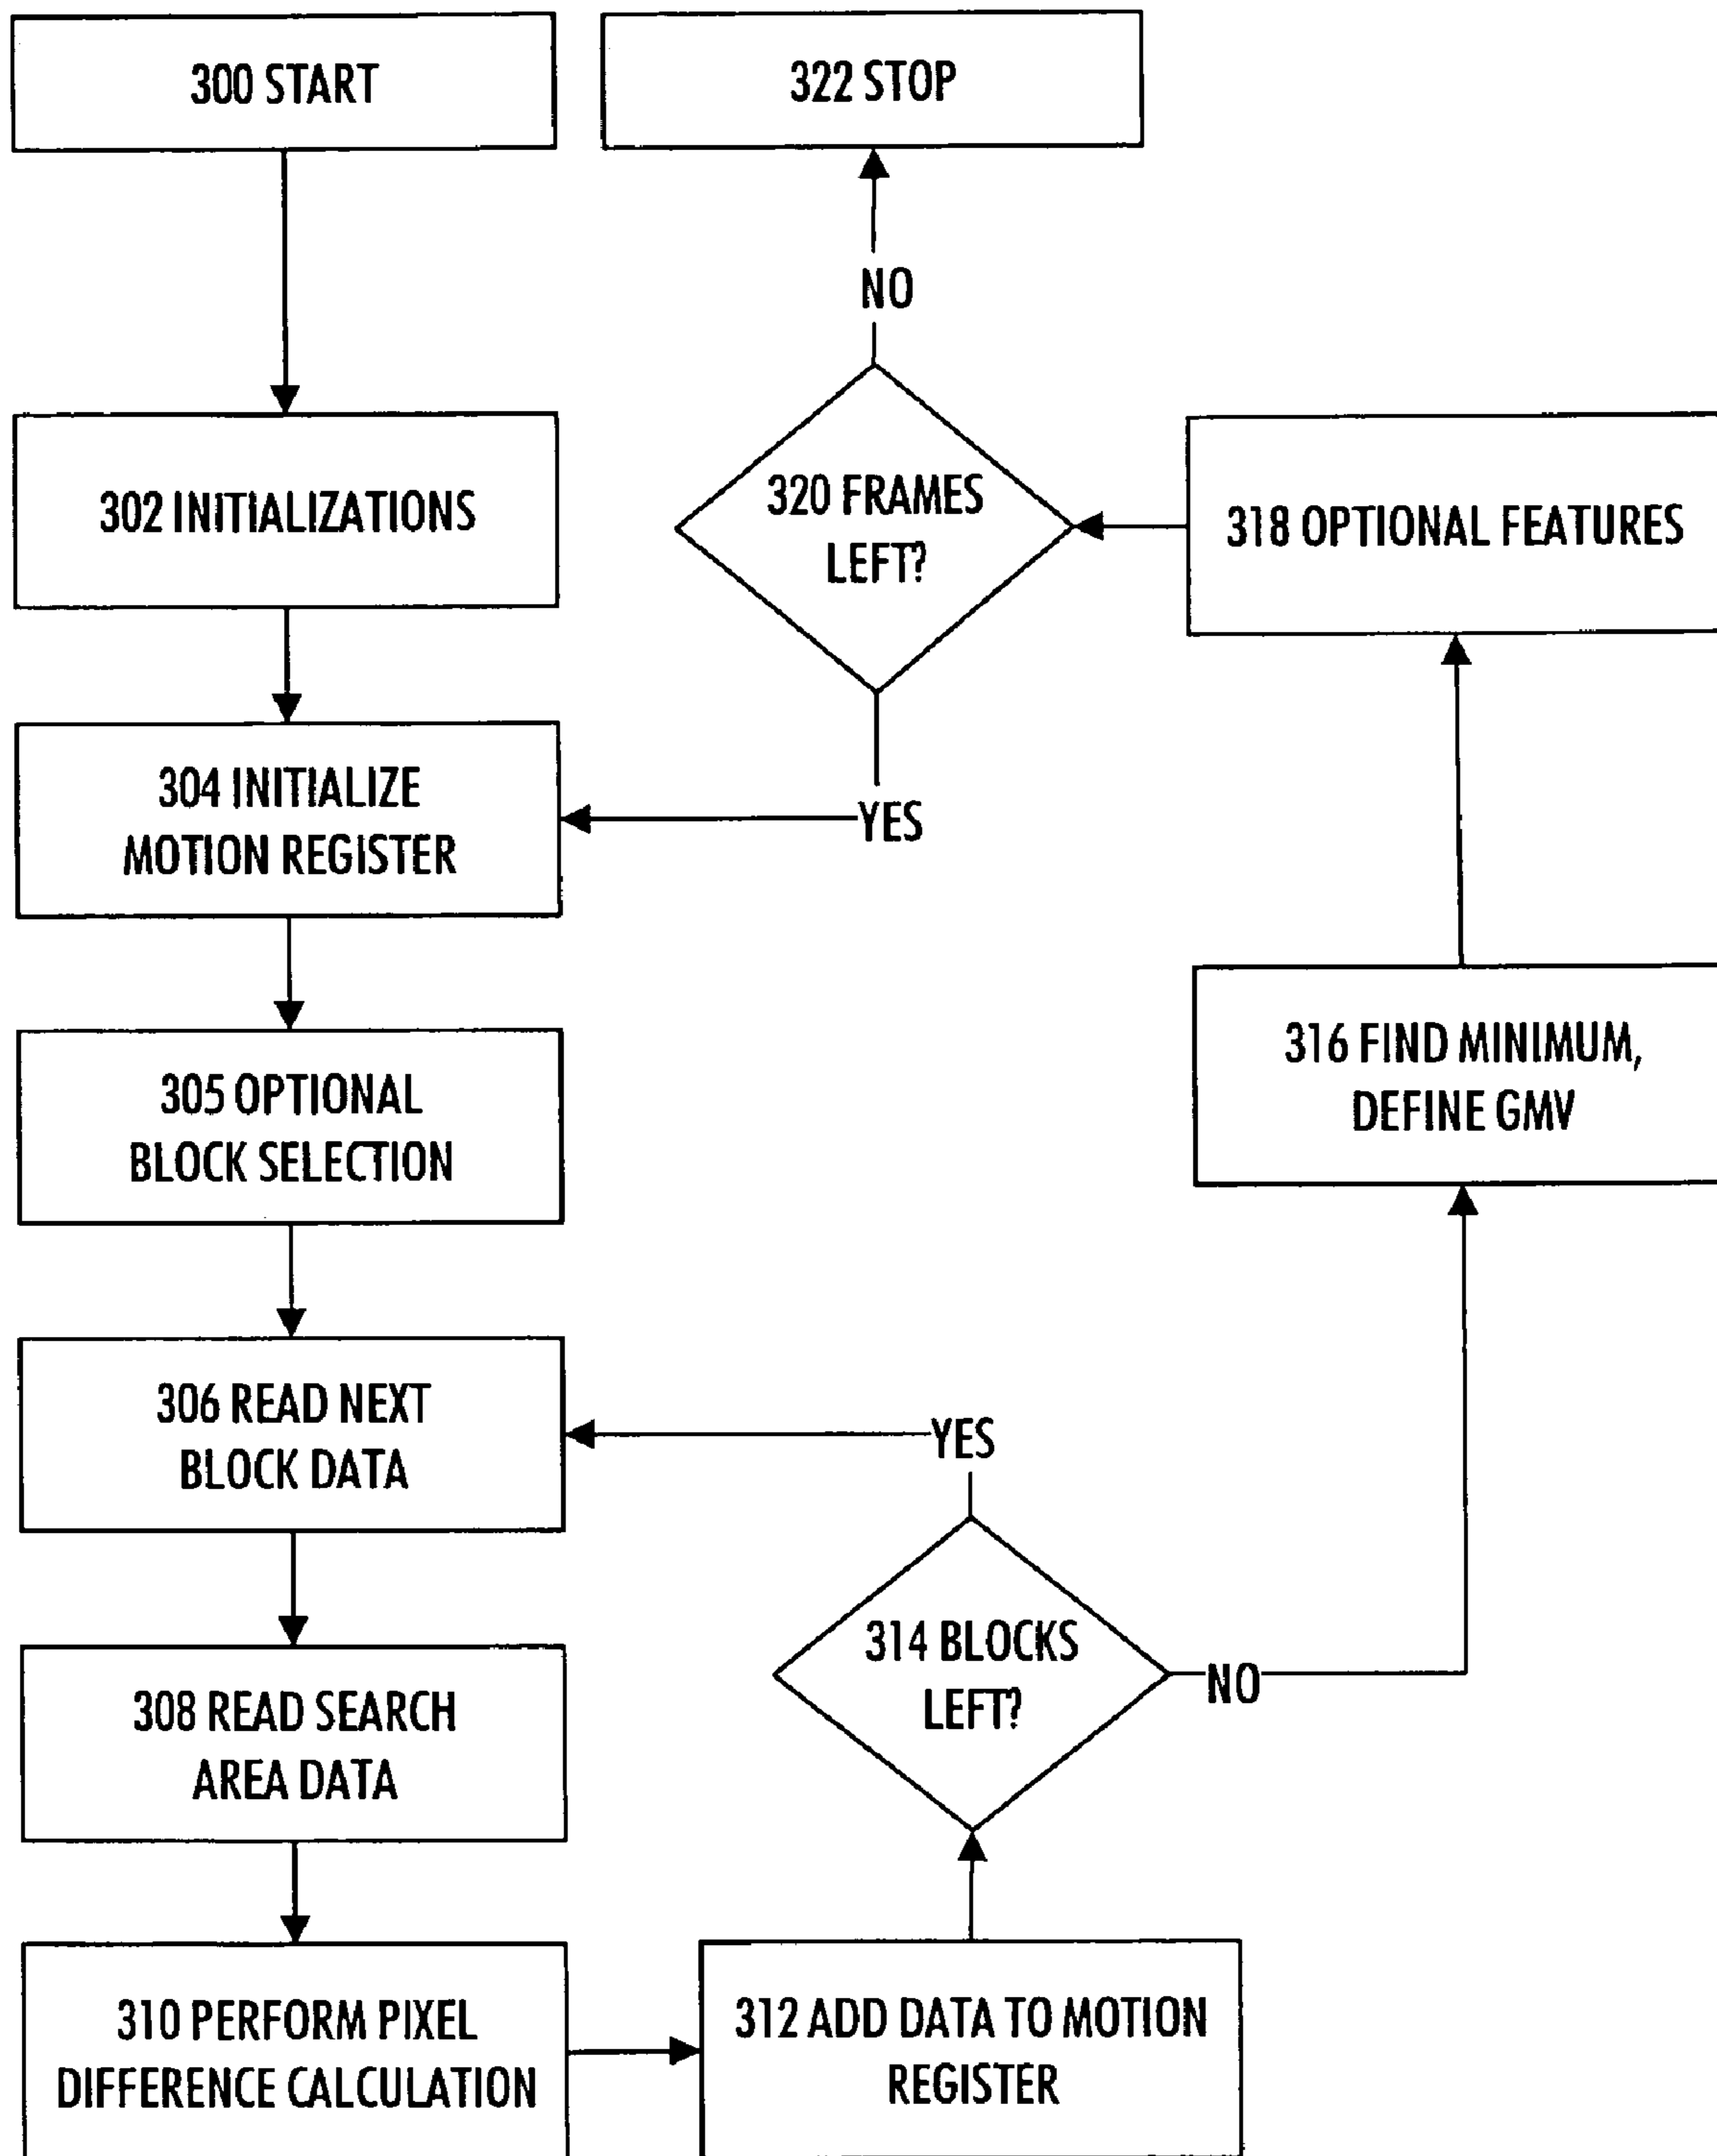 300 START
322 STOP
NO
302 INITIALIZATIONS
320 FRAMES
LEFT?
318 OPTIONAL FEATURES
304 INITIALIZE
MOTION REGISTER
YES
305 OPTIONAL
BLOCK SELECTION
316 FIND MINIMUM,
DEFINE GMV
306 READ NEXT
BLOCK DATA
YES
308 READ SEARCH
AREA DATA
314 BLOCKS
LEFT?
NO
310 PERFORM PIXEL
DIFFERENCE CALCULATION
312 ADD DATA TO MOTION
REGISTER